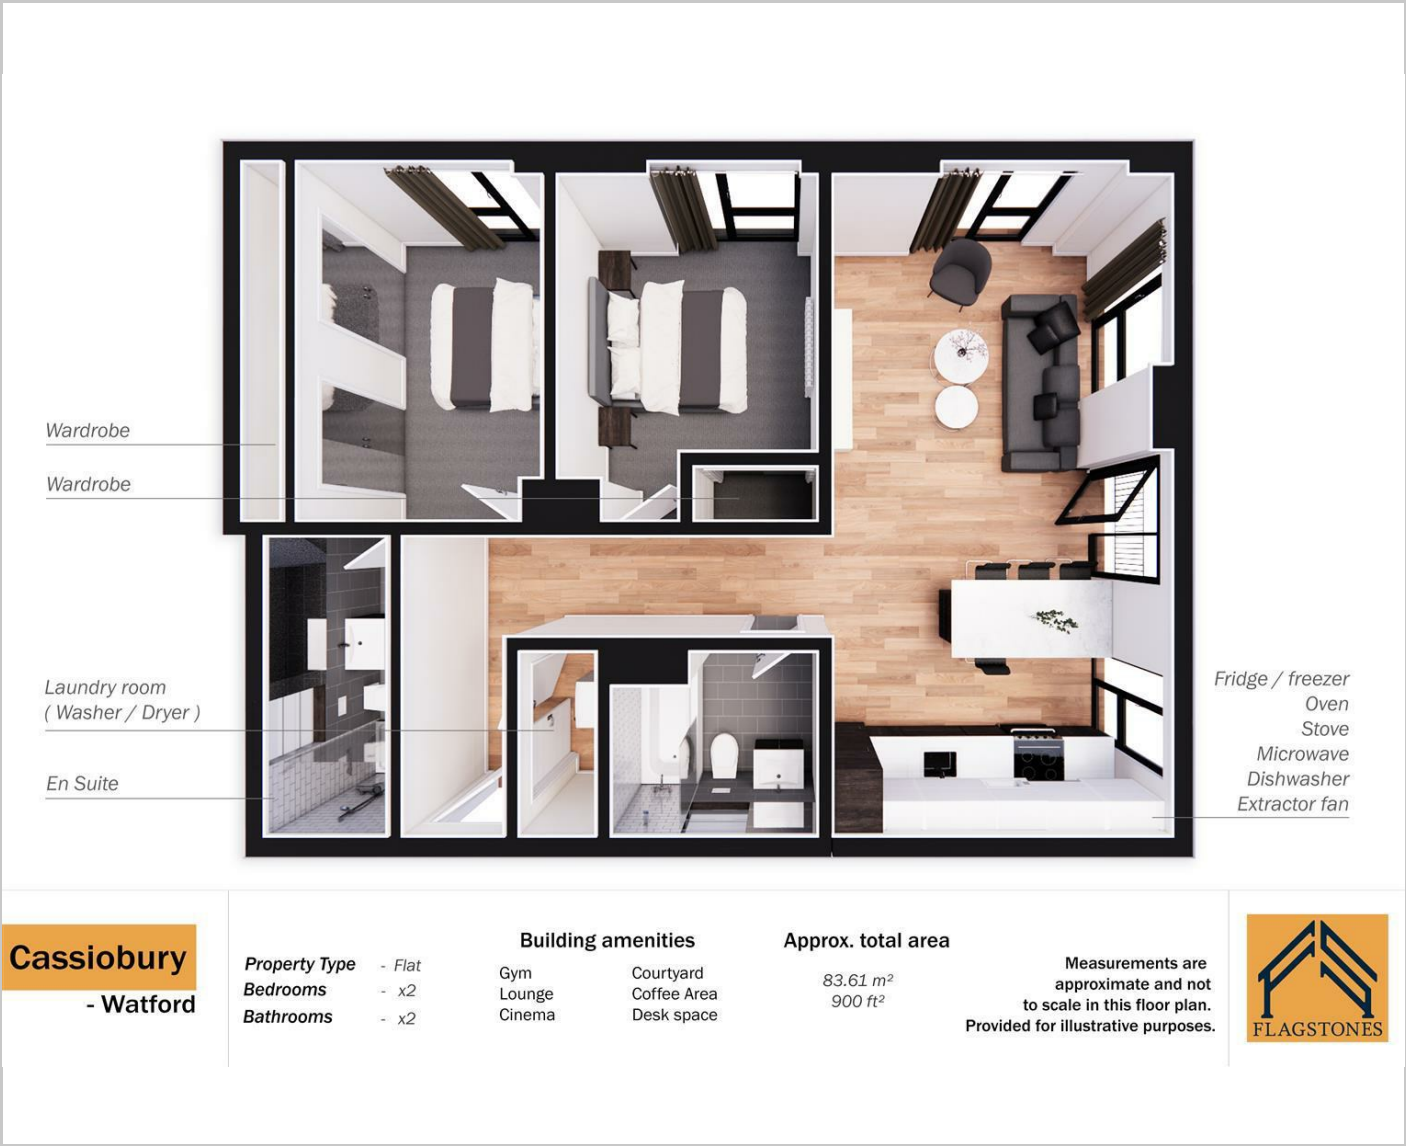 Wardrobe
Wardrobe
Laundry room
( Washer / Dryer )
En Suite
Fridge / freezer
Oven
Stove
Microwave
Dishwasher
Extractor fan
Cassiobury
- Watford
Property Type - Flat
Bedrooms - x2
Bathrooms - x2
Building amenities
Gym
Lounge
Cinema
Courtyard
Coffee Area
Desk space
Approx. total area
83.61 m²
900 ft²
Measurements are
approximate and not
to scale in this floor plan.
Provided for illustrative purposes.
FLAGSTONES